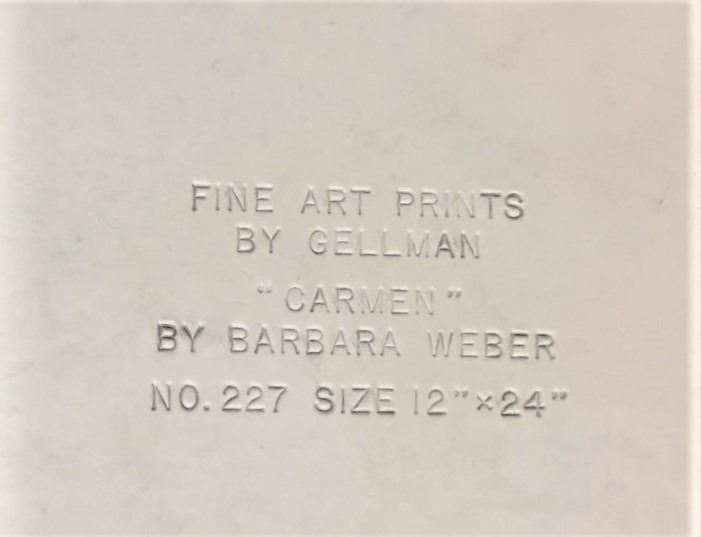 FINE ART PRINTS
BY GELLMAN
"CARMEN"
BY BARBARA WEBER
NO. 227 SIZE 12"×24"